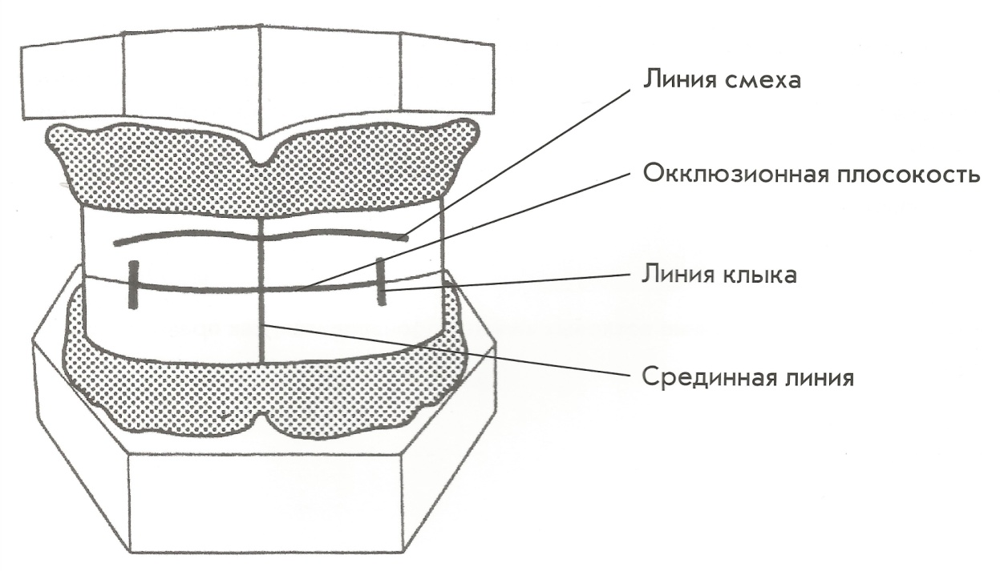 Линия смеха
Окклюзионная плосокость
Линия клыка
Срединная линия